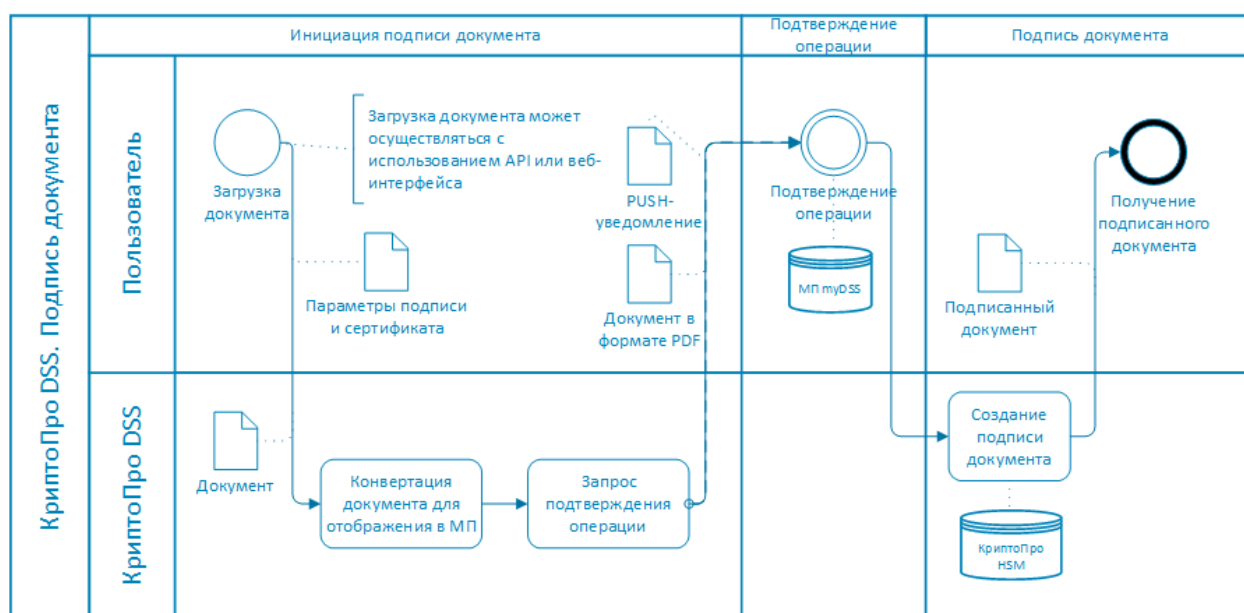 КриптоПро DSS. Подпись документа
Инициация подписи документа
Подтверждение
операции
Подпись документа
Пользователь
Загрузка
документа
Загрузка документа может
осуществляться с
использованием API или веб-
интерфейса
Параметры подписи
и сертификата
PUSH-
уведомление
Документ в
формате PDF
Подтверждение
операции
МП myDSS
Подписанный
документ
Получение
подписанного
документа
КриптоПро DSS
Документ
Конвертация
документа для
отображения в МП
Запрос
подтверждения
операции
Создание
подписи
документа
КриптоПро
HSM